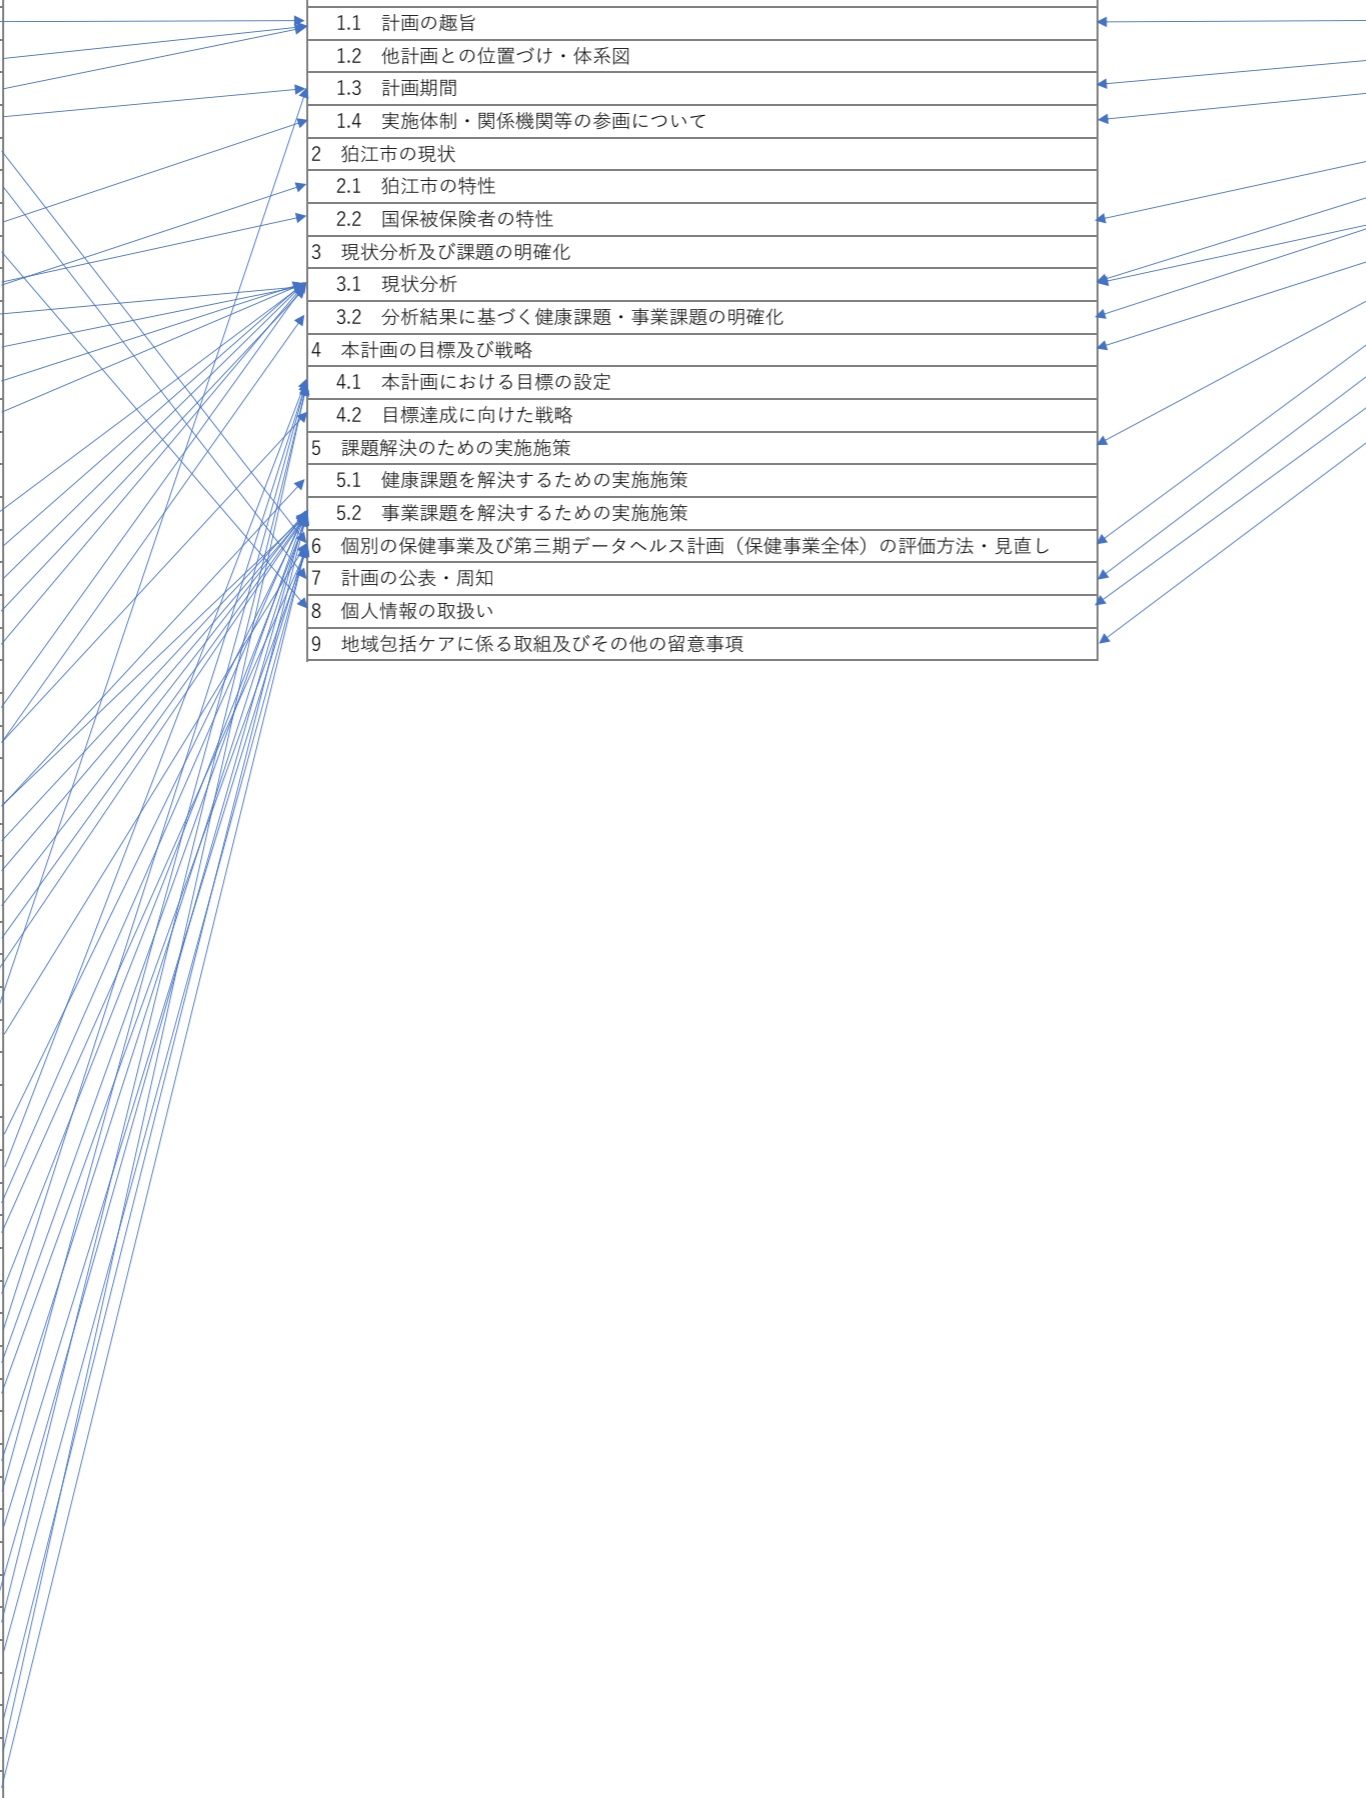 1.1 計画の趣旨
1.2 他計画との位置づけ・体系図
1.3 計画期間
1.4 実施体制・関係機関等の参画について
2 狛江市の現状
2.1 狛江市の特性
2.2 国保被保険者の特性
3 現状分析及び課題の明確化
3.1 現状分析
3.2 分析結果に基づく健康課題・事業課題の明確化
4 本計画の目標及び戦略
4.1 本計画における目標の設定
4.2 目標達成に向けた戦略
5 課題解決のための実施施策
5.1 健康課題を解決するための実施施策
5.2 事業課題を解決するための実施施策
6 個別の保健事業及び第三期データヘルス計画（保健事業全体）の評価方法・見直し
7 計画の公表・周知
8 個人情報の取扱い
9 地域包括ケアに係る取組及びその他の留意事項